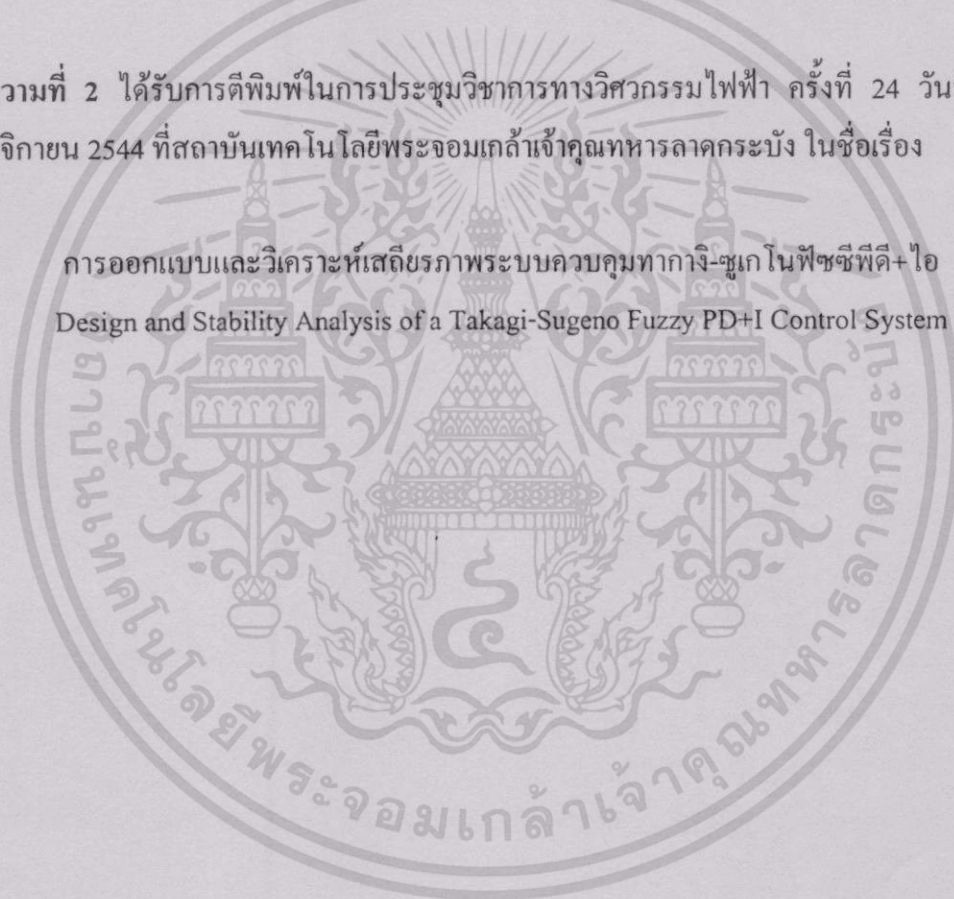 วามที่ 2 ได้รับการตีพิมพ์ในการประชุมวิชาการทางวิศวกรรมไฟฟ้า ครั้งที่ 24 วัน
จิกายน 2544 ที่สถาบันเทคโนโลยีพระจอมเกล้าเจ้าคุณทหารลาดกระบัง ในชื่อเรื่อง
การออกแบบและวิเคราะห์เสถียรภาพระบบควบคุมทากางิ-ซูเกโนฟัซซีพีดี+ไอ
Design and Stability Analysis of a Takagi-Sugeno Fuzzy PD+I Control System
สถาบันเทคโนโลยีพระจอมเกล้าเจ้าคุณทหารลาดกระบัง